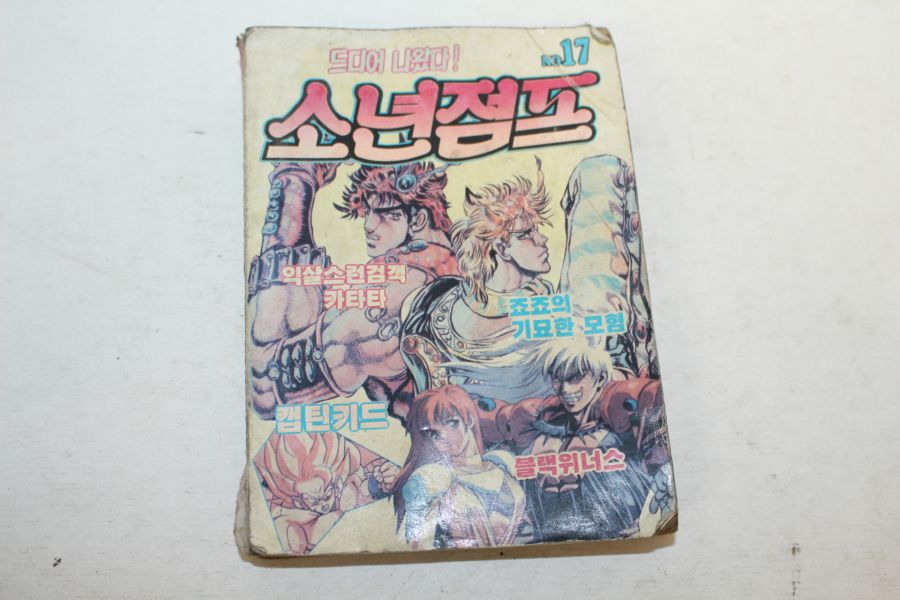 드디어 나왔다!
NO.17
소년점프
익살스런검객
카타타
죠죠의
기묘한 모험
캡틴키드
블랙위너스